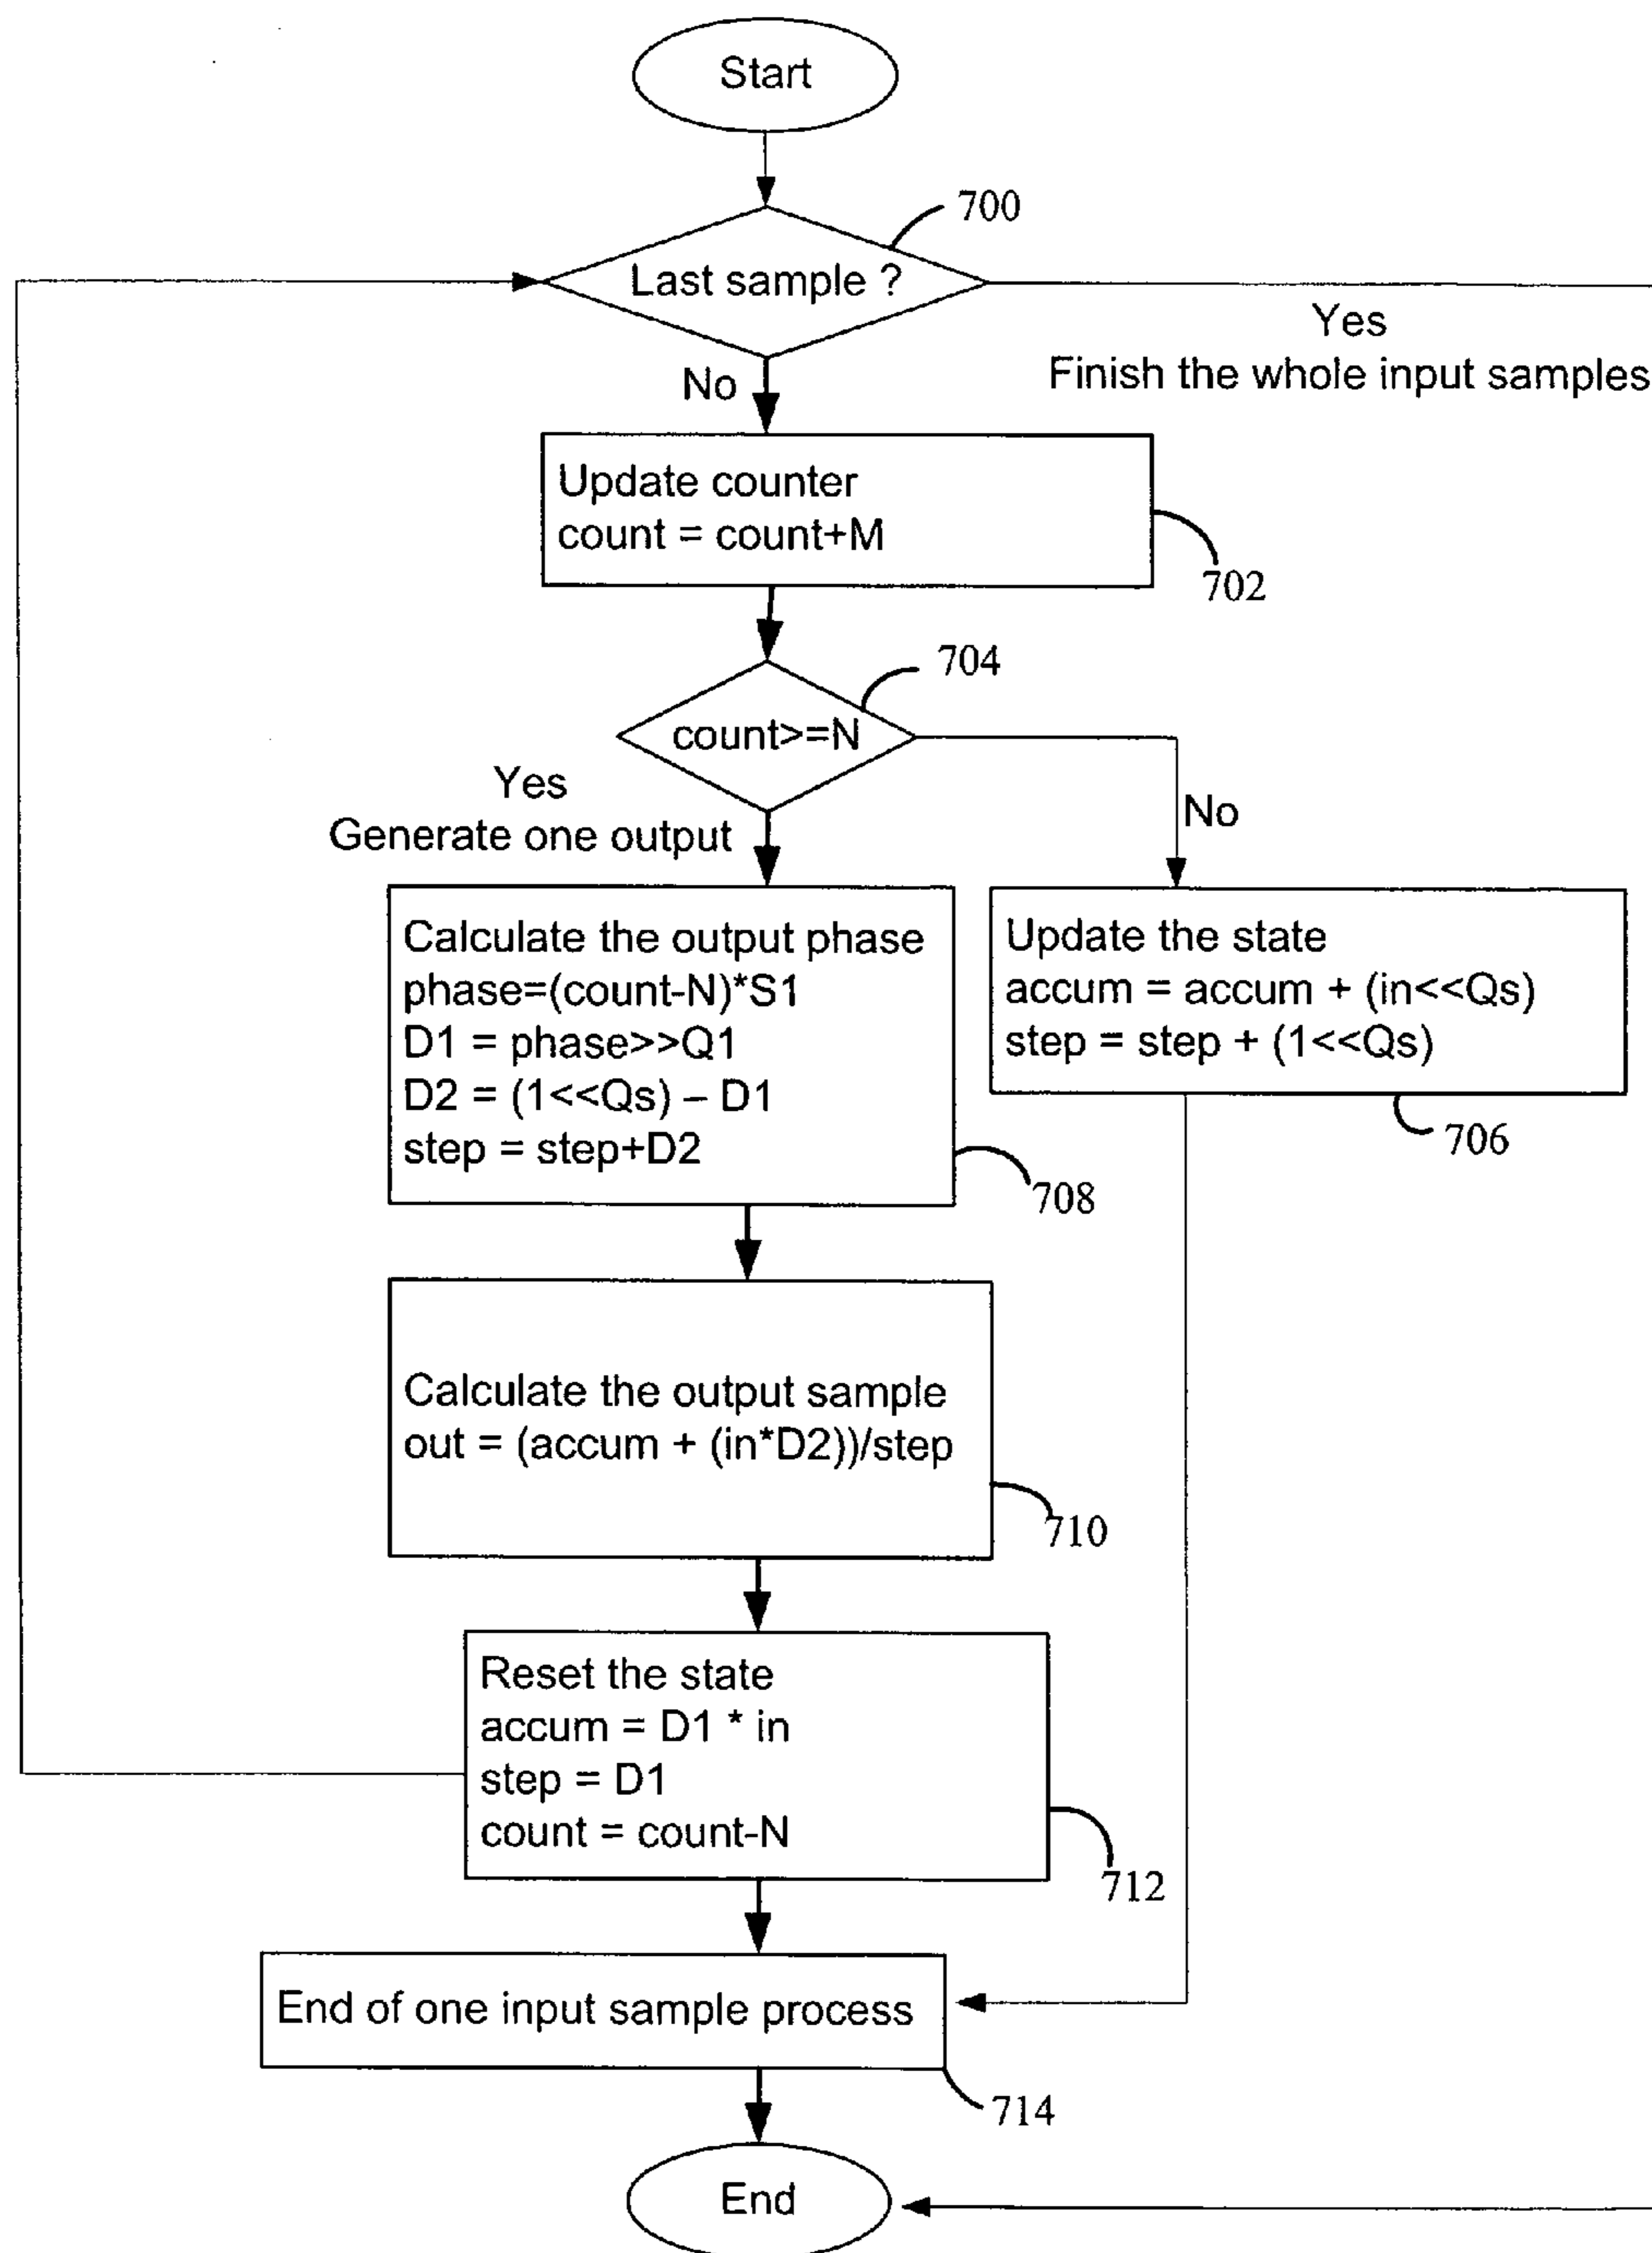 Start
700
Last sample ?
Yes
Finish the whole input samples
No
Update counter
count = count+M
702
704
count>=N
Yes
Generate one output
No
Calculate the output phase
phase=(count-N)*S1
D1 = phase>>Q1
D2 = (1<<Qs) – D1
step = step+D2
708
Update the state
accum = accum + (in<<Qs)
step = step + (1<<Qs)
706
Calculate the output sample
out = (accum + (in*D2))/step
710
Reset the state
accum = D1 * in
step = D1
count = count-N
712
End of one input sample process
714
End